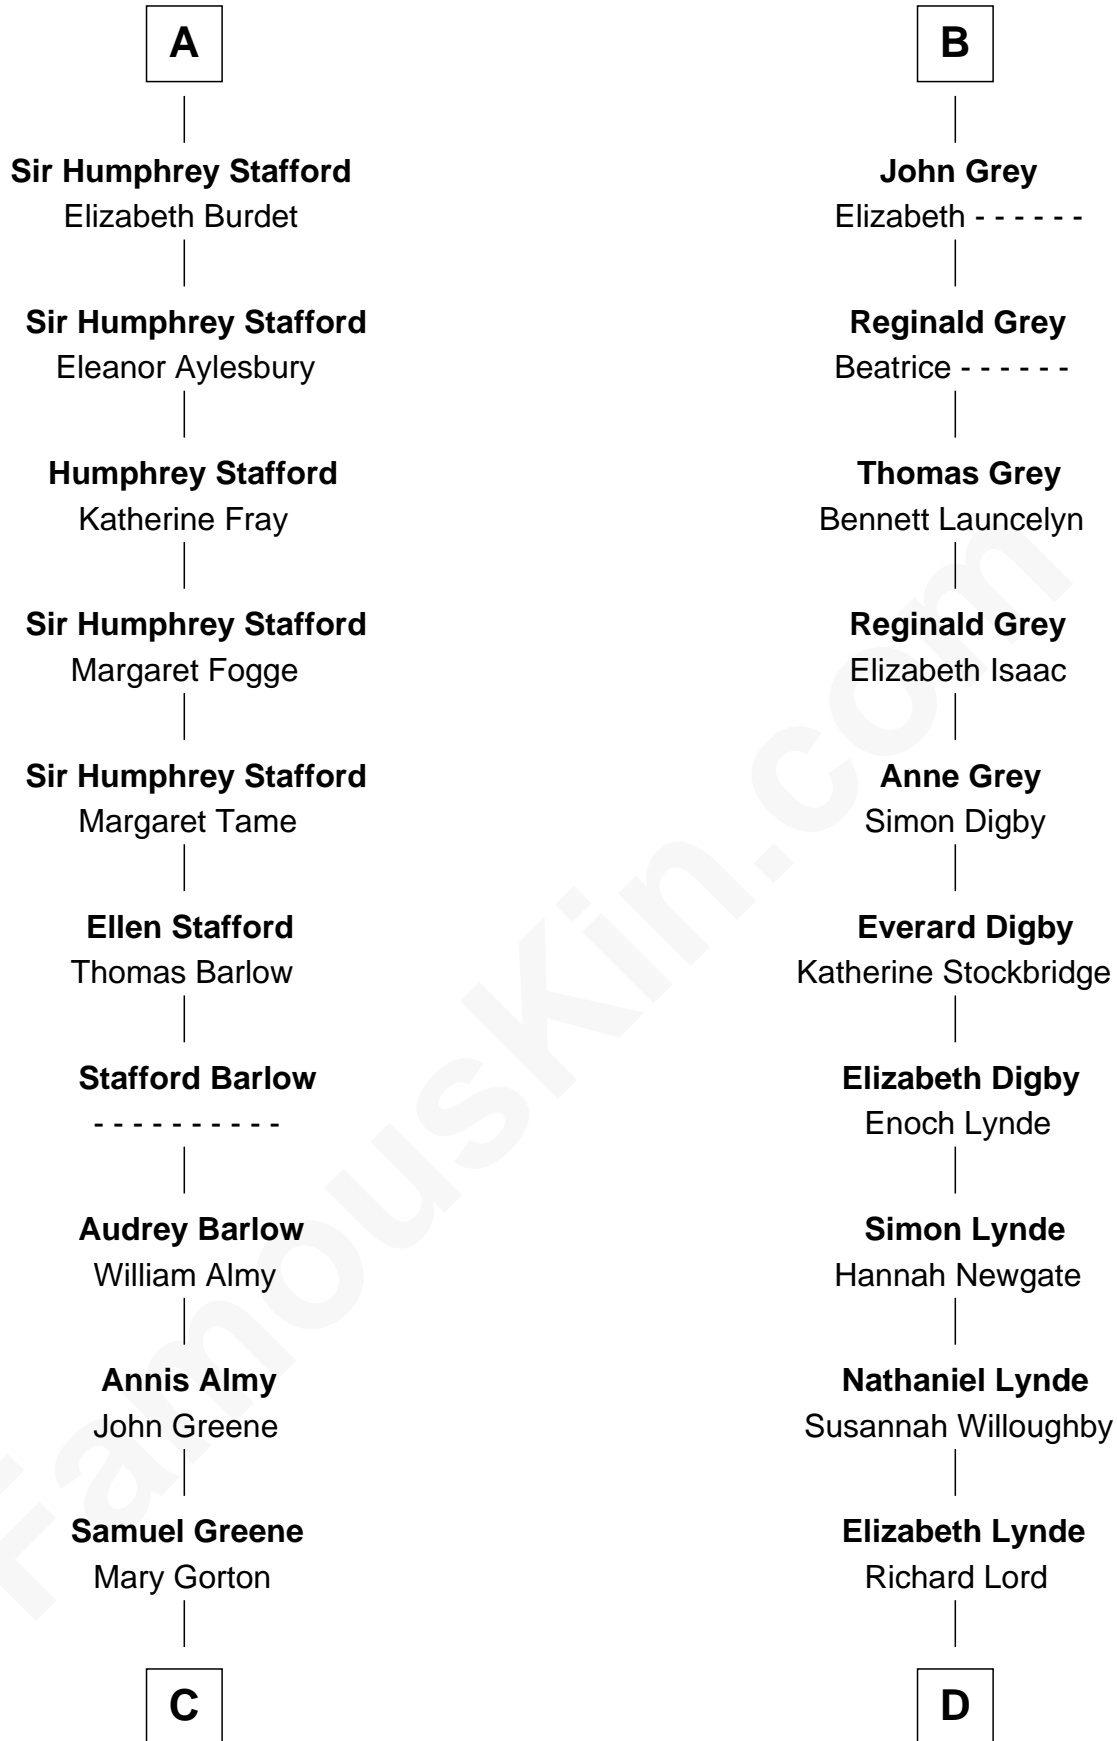 A
Sir Humphrey Stafford
Elizabeth Burdet
Sir Humphrey Stafford
Eleanor Aylesbury
Humphrey Stafford
Katherine Fray
Sir Humphrey Stafford
Margaret Fogge
Sir Humphrey Stafford
Margaret Tame
Ellen Stafford
Thomas Barlow
Stafford Barlow
- - - - - - - - - -
Audrey Barlow
William Almy
Annis Almy
John Greene
Samuel Greene
Mary Gorton
C
B
John Grey
Elizabeth - - - - - -
Reginald Grey
Beatrice - - - - - -
Thomas Grey
Bennett Launcelyn
Reginald Grey
Elizabeth Isaac
Anne Grey
Simon Digby
Everard Digby
Katherine Stockbridge
Elizabeth Digby
Enoch Lynde
Simon Lynde
Hannah Newgate
Nathaniel Lynde
Susannah Willoughby
Elizabeth Lynde
Richard Lord
D
FamousKin.com